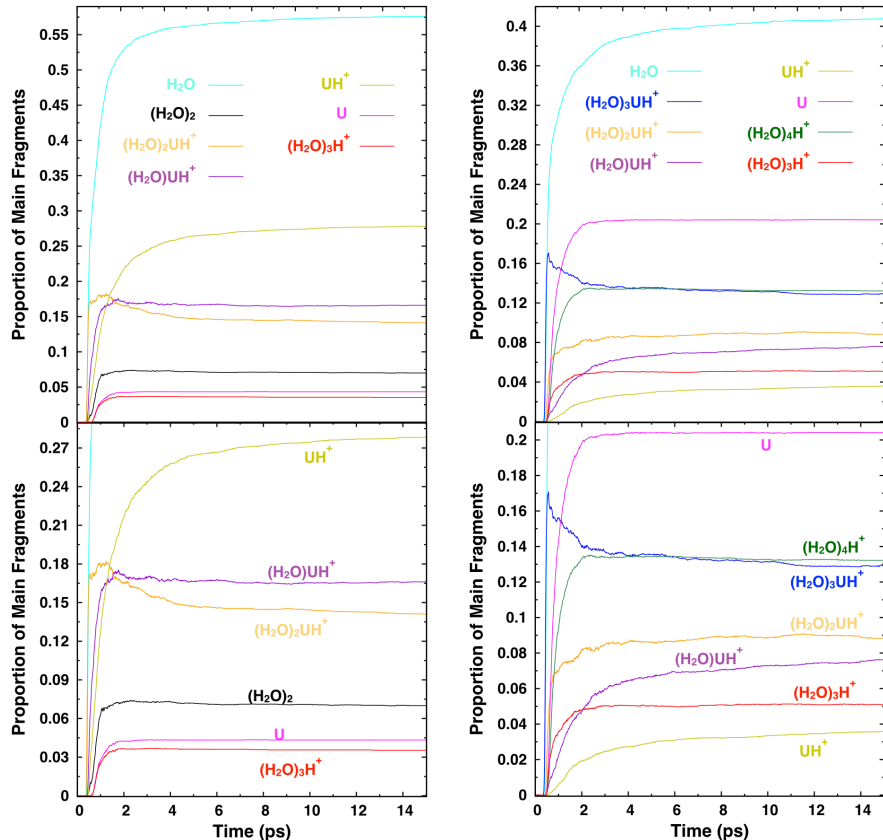 Proportion of Main Fragments
0.55
0.5
0.45
0.4
0.35
0.3
0.25
0.2
0.15
0.1
0.05
0
H₂O
UH⁺
(H₂O)₂
U
(H₂O)₂UH⁺
(H₂O)₃H⁺
(H₂O)UH⁺
Proportion of Main Fragments
0.4
0.36
0.32
0.28
0.24
0.2
0.16
0.12
0.08
0.04
0
H₂O
UH⁺
(H₂O)₃UH⁺
U
(H₂O)₂UH⁺
(H₂O)₄H⁺
(H₂O)UH⁺
(H₂O)₃H⁺
Proportion of Main Fragments
0.27
0.24
0.21
0.18
0.15
0.12
0.09
0.06
0.03
0
UH⁺
(H₂O)UH⁺
(H₂O)₂UH⁺
(H₂O)₂
U
(H₂O)₃H⁺
0 2 4 6 8 10 12 14
Time (ps)
Proportion of Main Fragments
0.2
0.18
0.16
0.14
0.12
0.1
0.08
0.06
0.04
0.02
0
U
(H₂O)₄H⁺
(H₂O)₃UH⁺
(H₂O)₂UH⁺
(H₂O)UH⁺
(H₂O)₃H⁺
UH⁺
0 2 4 6 8 10 12 14
Time (ps)